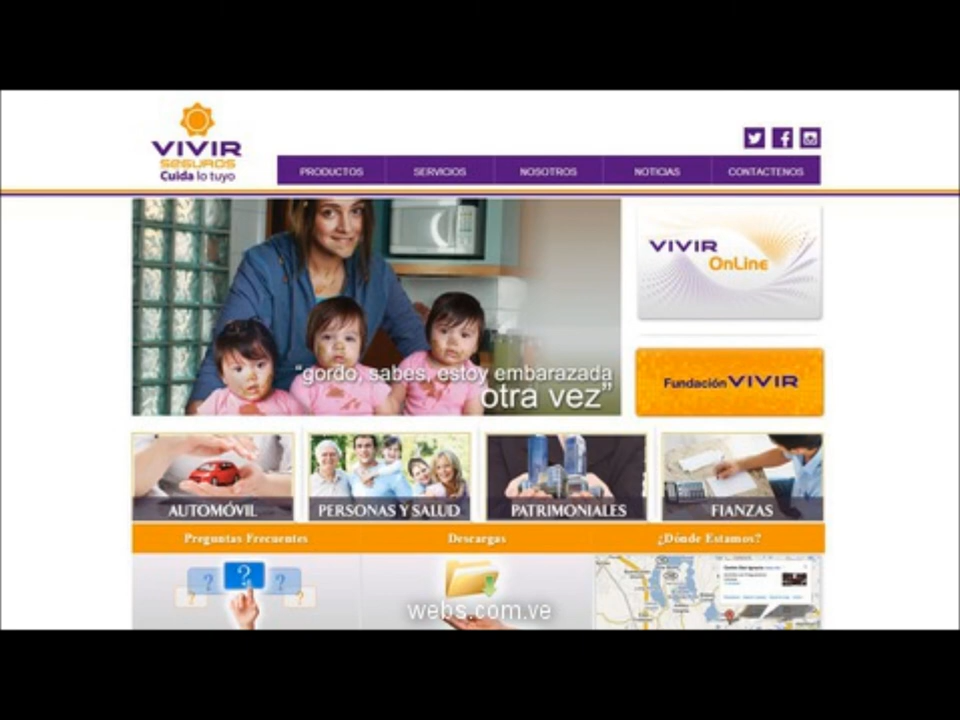 VIVIR
SEGUROS
Cuida lo tuyo
PRODUCTOS
SERVICIOS
NOSOTROS
NOTICIAS
CONTACTENOS
"gordo, sabes, estoy embarazada
otra vez"
VIVIR
OnLine
Fundación VIVIR
AUTOMÓVIL
PERSONAS Y SALUD
PATRIMONIALES
FIANZAS
Preguntas Frecuentes
Descargas
¿Dónde Estamos?
? ? ?
? ?
webs.com.ve